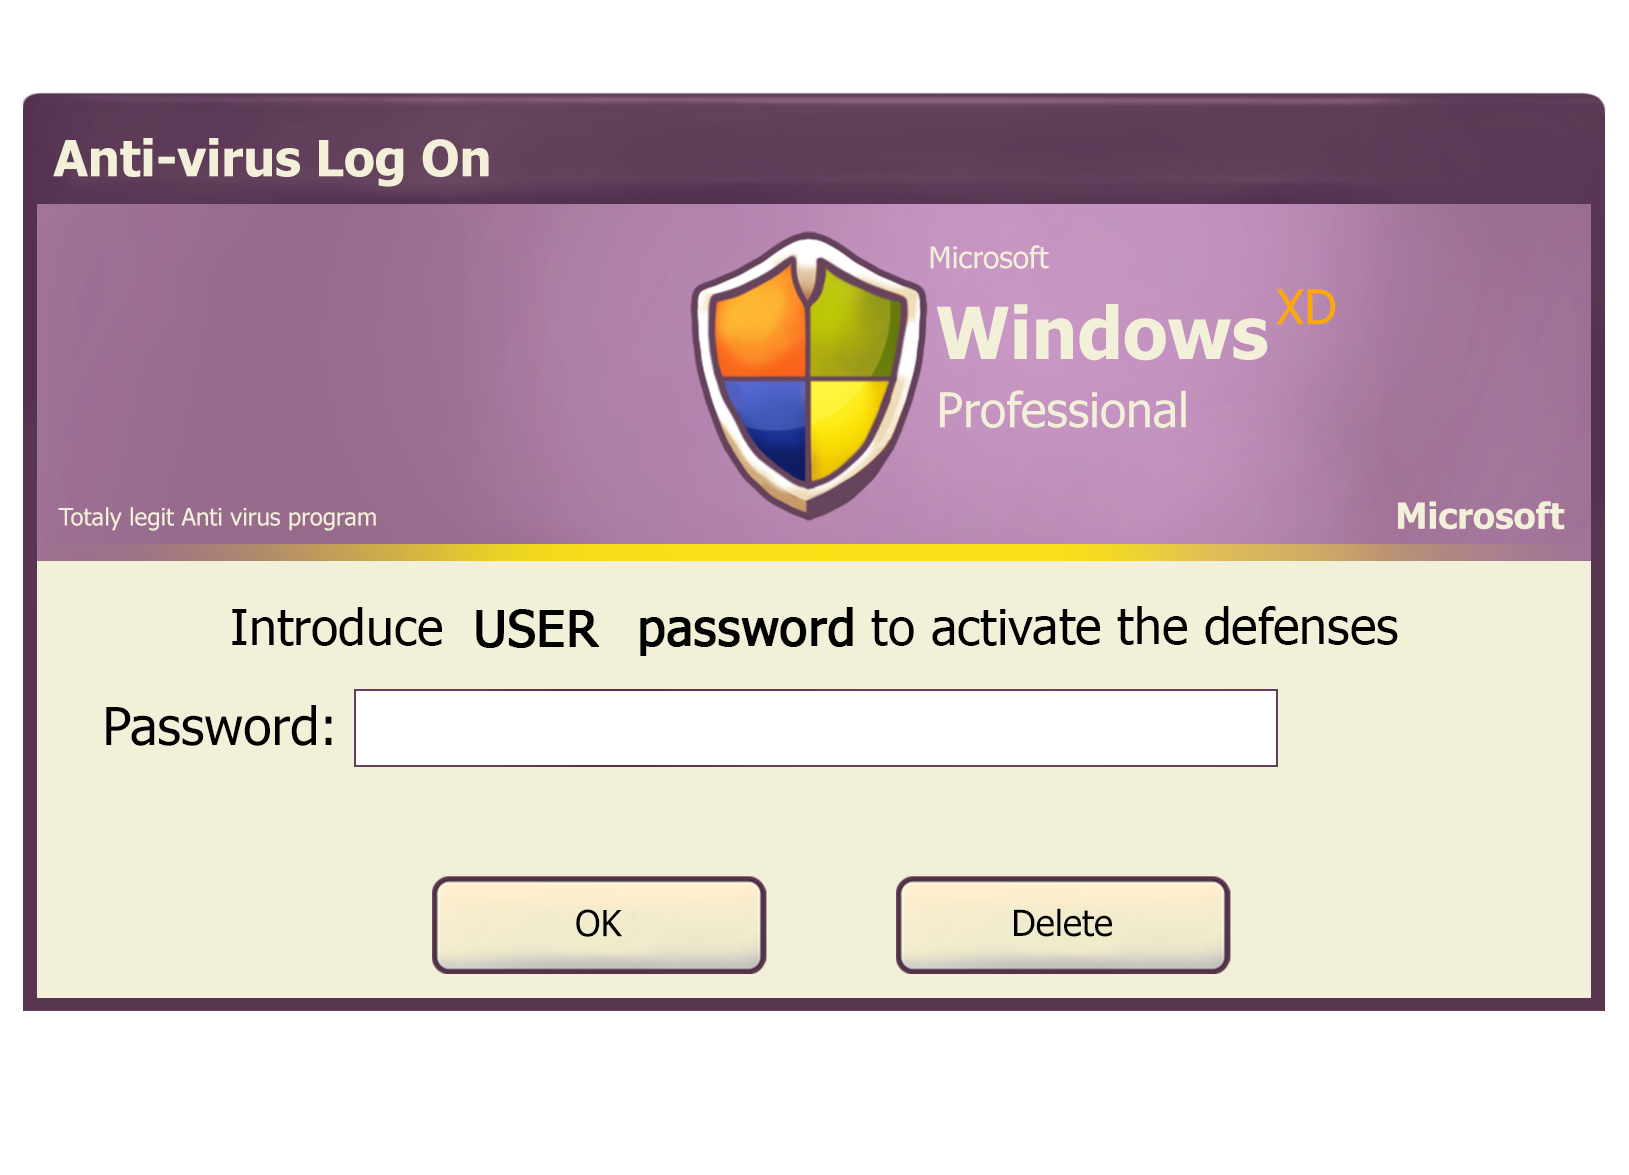 Anti-virus Log On
Microsoft
Windows XD
Professional
Totaly legit Anti virus program
Microsoft
Introduce USER password to activate the defenses
Password:
OK
Delete